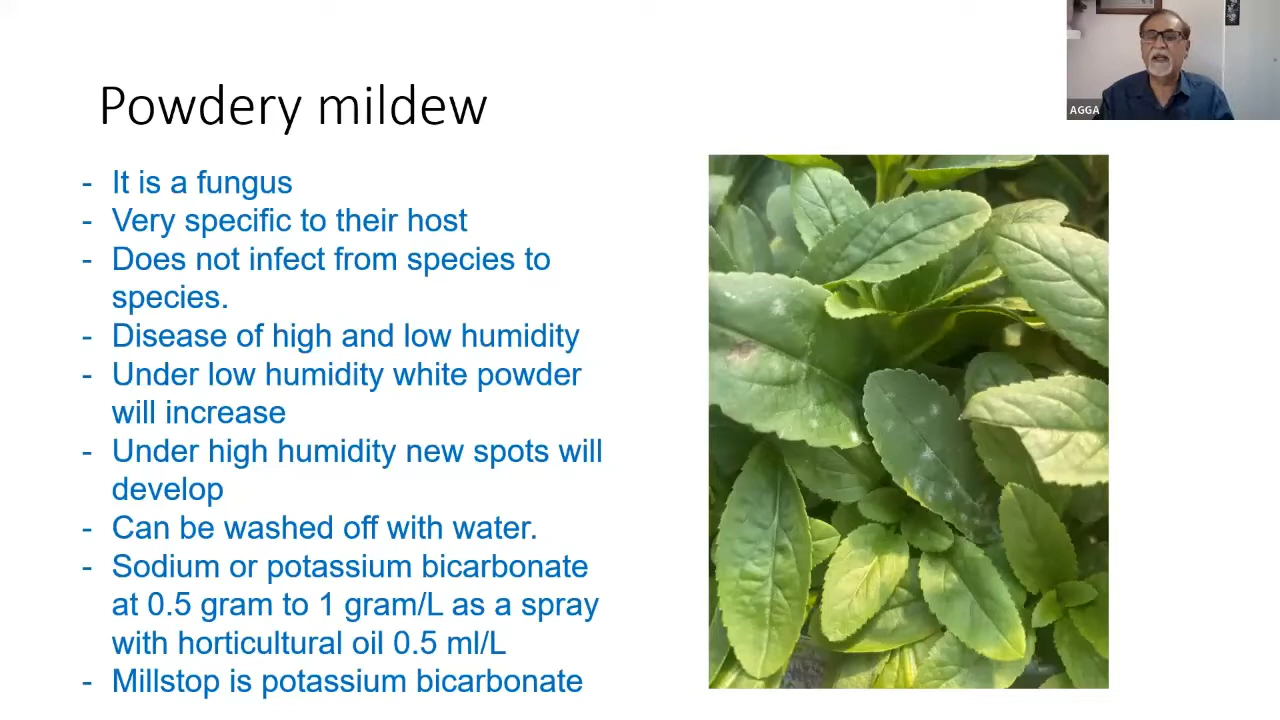 AGGA
Powdery mildew
- It is a fungus
- Very specific to their host
- Does not infect from species to
species.
- Disease of high and low humidity
- Under low humidity white powder
will increase
- Under high humidity new spots will
develop
- Can be washed off with water.
- Sodium or potassium bicarbonate
at 0.5 gram to 1 gram/L as a spray
with horticultural oil 0.5 ml/L
- Millstop is potassium bicarbonate